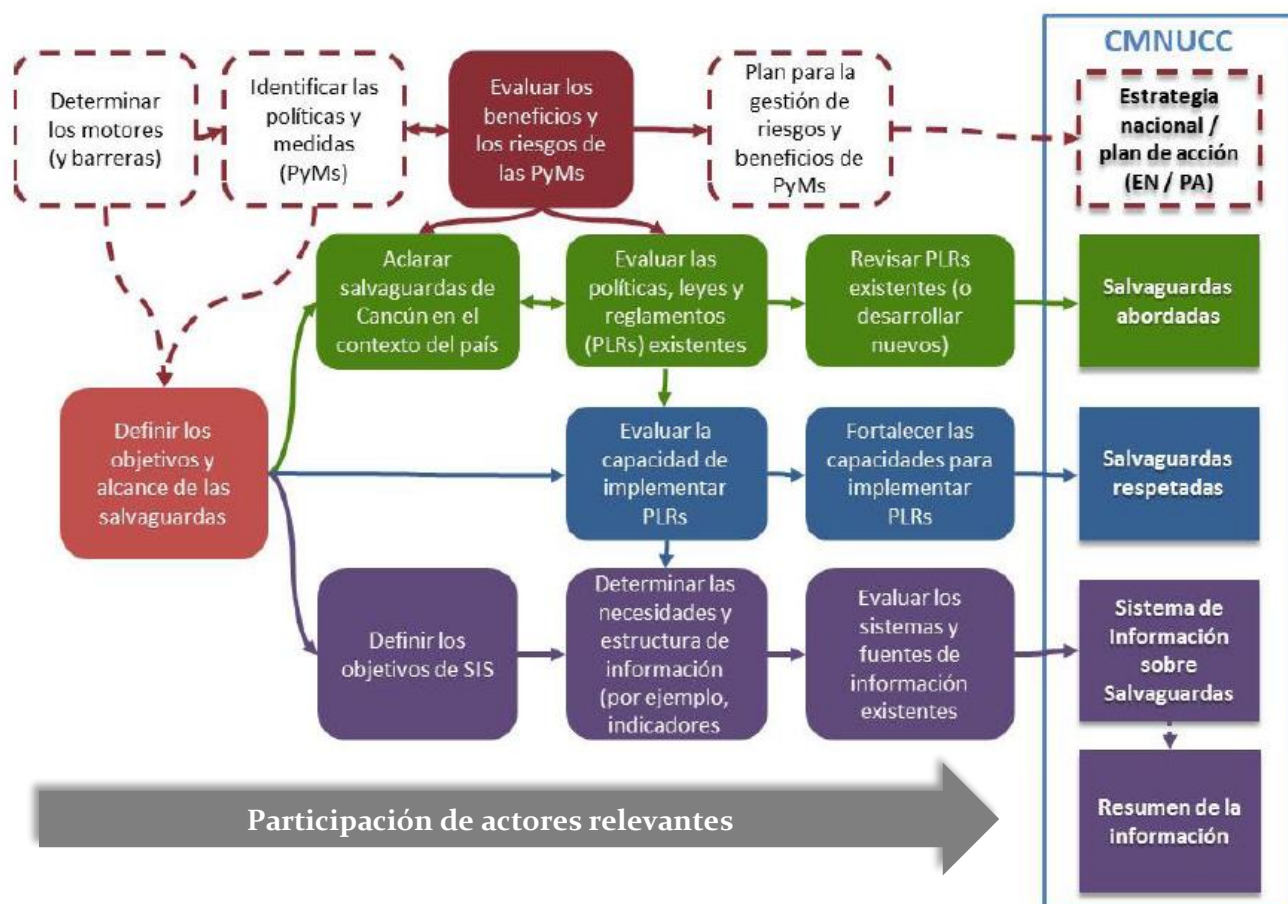 CMNUCC
Determinar
los motores
(y barreras)
Identificar las
políticas y
medidas
(PyMs)
Evaluar los
beneficios y
los riesgos de
las PyMs
Plan para la
gestión de
riesgos y
beneficios de
PyMs
Estrategia
nacional /
plan de acción
(EN / PA)
Aclarar
salvaguardas de
Cancún en el
contexto del país
Evaluar las
políticas, leyes y
reglamentos
(PLRs) existentes
Revisar PLRs
existentes (o
desarrollar
nuevos)
Salvaguardas
abordadas
Definir los
objetivos y
alcance de las
salvaguardas
Evaluar la
capacidad de
implementar
PLRs
Fortalecer las
capacidades para
implementar PLRs
Salvaguardas
respetadas
Definir los
objetivos de SIS
Determinar las
necesidades y
estructura de
información
(por ejemplo,
indicadores
Evaluar los
sistemas y
fuentes de
información
existentes
Sistema de
Información
sobre
Salvaguardas
Participación de actores relevantes
Resumen de la
información